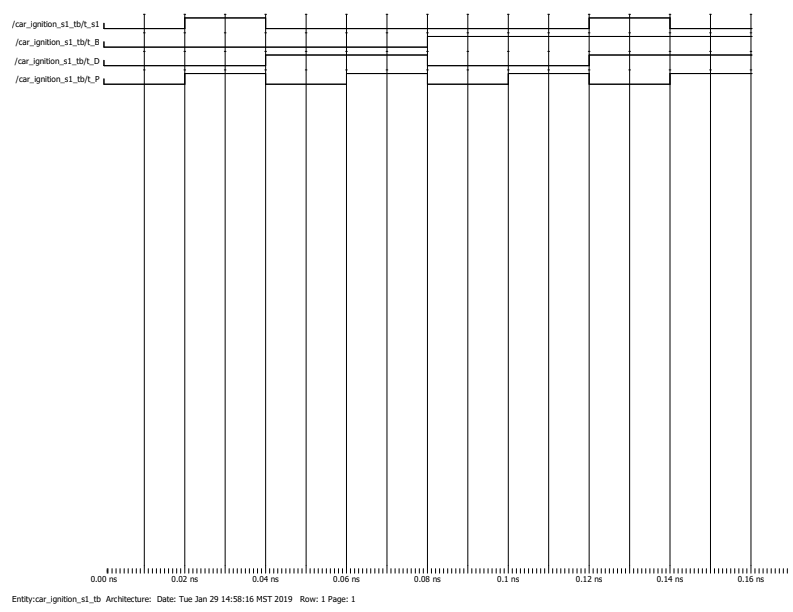 /car_ignition_s1_tb/t_s1
/car_ignition_s1_tb/t_B
/car_ignition_s1_tb/t_D
/car_ignition_s1_tb/t_P
0.00 ns 0.02 ns 0.04 ns 0.06 ns 0.08 ns 0.1 ns 0.12 ns 0.14 ns 0.16 ns
Entity:car_ignition_s1_tb Architecture: Date: Tue Jan 29 14:58:16 MST 2019 Row: 1 Page: 1